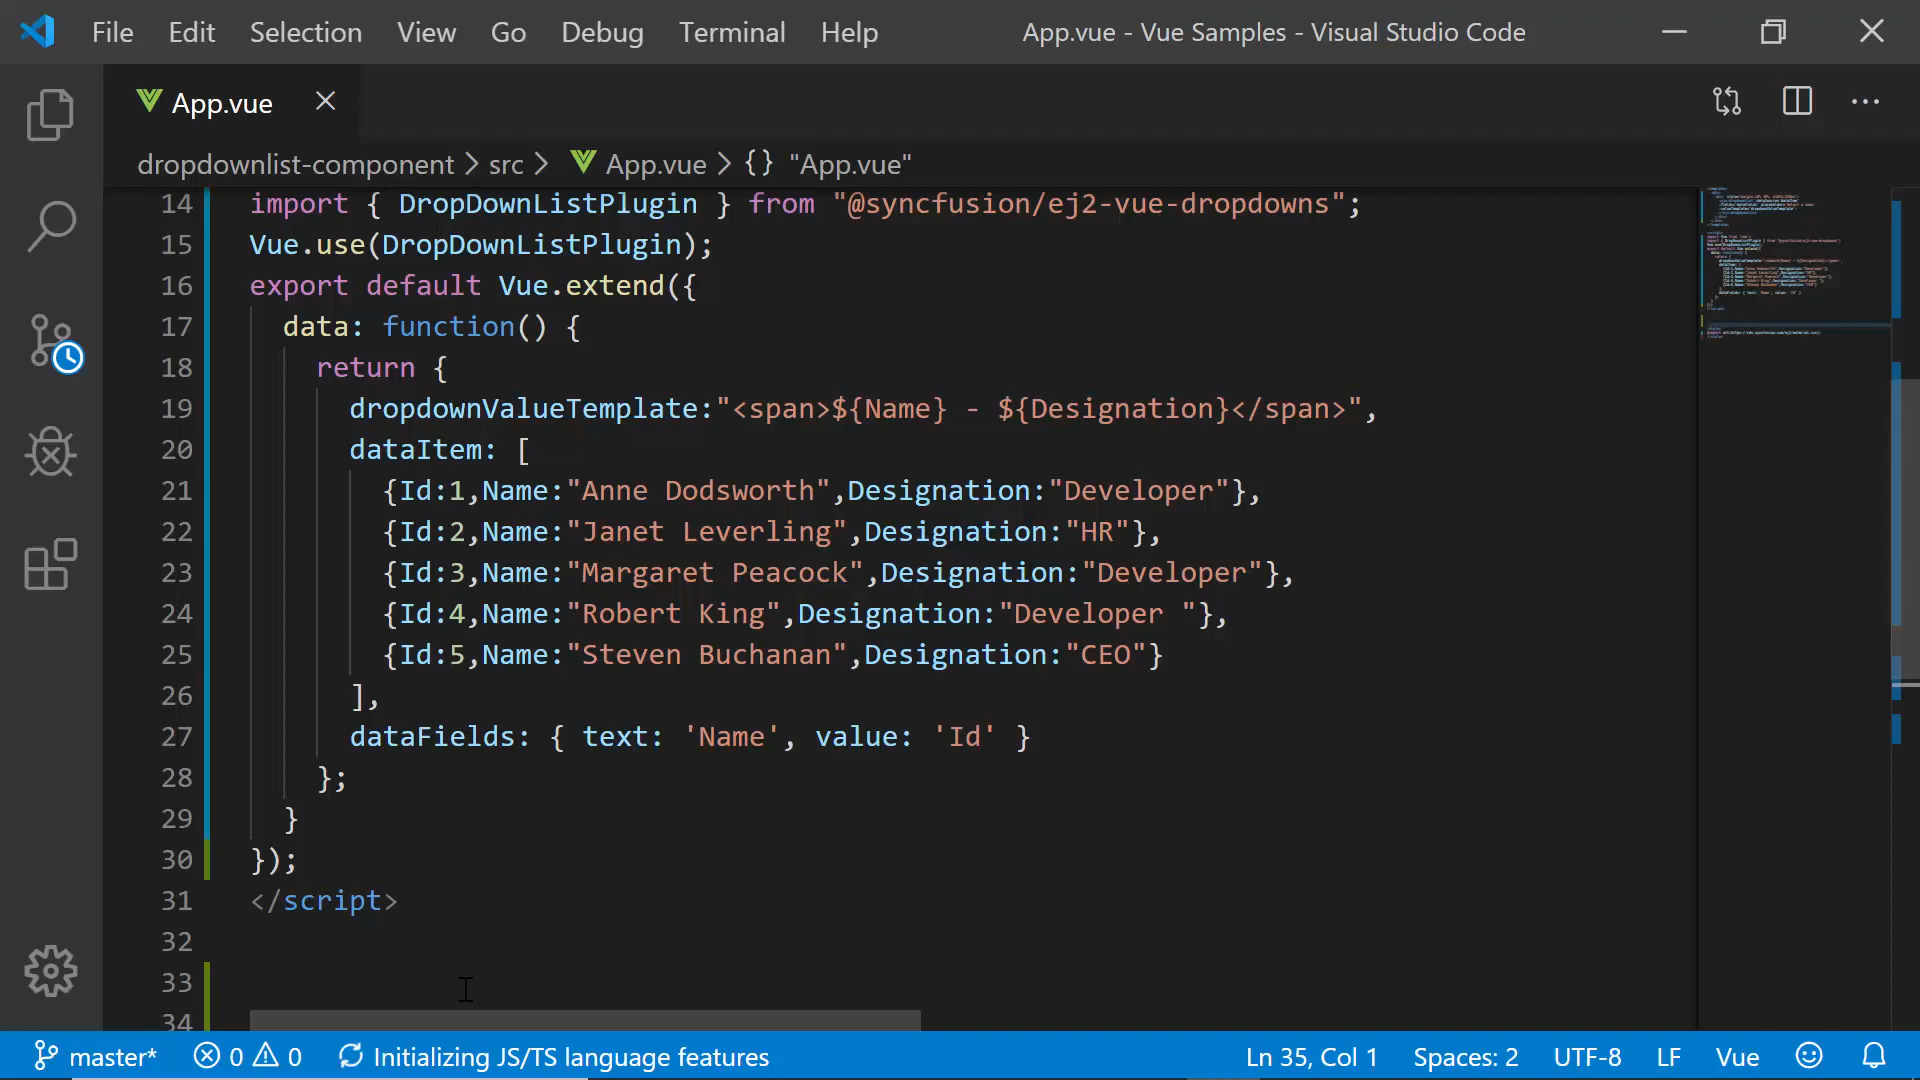 File Edit Selection View Go Debug Terminal Help App.vue - Vue Samples - Visual Studio Code
App.vue
dropdownlist-component > src > App.vue > {} "App.vue"
14 import { DropDownListPlugin } from "@syncfusion/ej2-vue-dropdowns";
15 Vue.use(DropDownListPlugin);
16 export default Vue.extend({
17 data: function() {
18 return {
19 dropdownValueTemplate:"<span>${Name} - ${Designation}</span>",
20 dataItem: [
21 {Id:1,Name:"Anne Dodsworth",Designation:"Developer"},
22 {Id:2,Name:"Janet Leverling",Designation:"HR"},
23 {Id:3,Name:"Margaret Peacock",Designation:"Developer"},
24 {Id:4,Name:"Robert King",Designation:"Developer "},
25 {Id:5,Name:"Steven Buchanan",Designation:"CEO"}
26 ],
27 dataFields: { text: 'Name', value: 'Id' }
28 };
29 }
30 });
31 </script>
32
33
34
master* 0 0 Initializing JS/TS language features Ln 35, Col 1 Spaces: 2 UTF-8 LF Vue